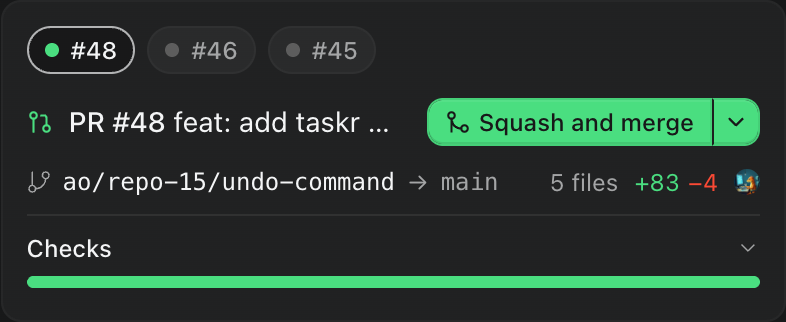 #48 #46 #45
PR #48 feat: add taskr ... Squash and merge
ao/repo-15/undo-command → main 5 files +83 −4
Checks